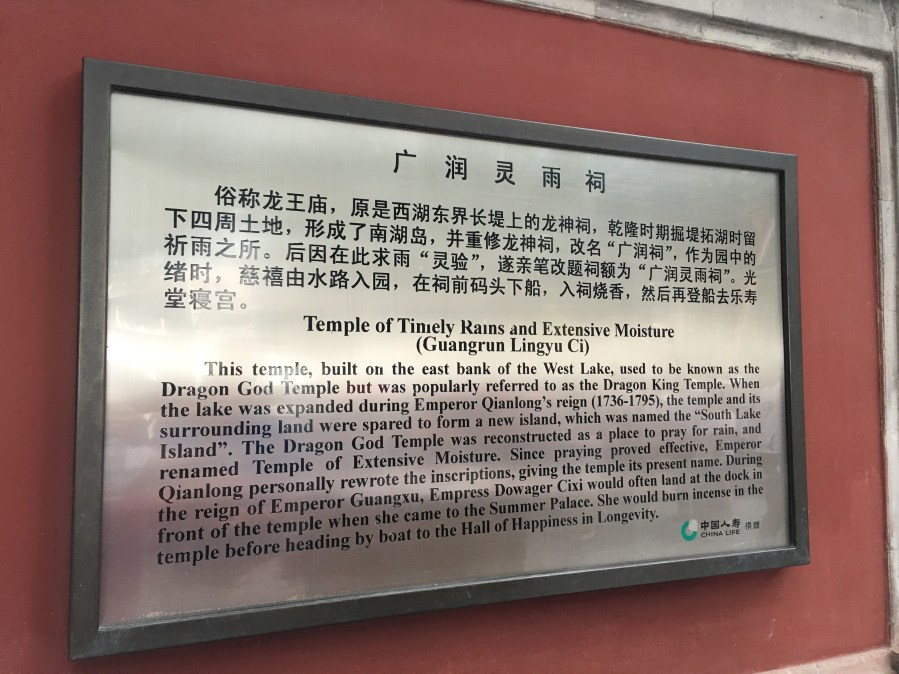 广润灵雨祠
俗称龙王庙，原是西湖东界长堤上的龙神祠，乾隆时期掘堤拓湖时留
下四周土地，形成了南湖岛，并重修龙神祠，改名“广润祠”，作为园中的
祈雨之所。后因在此求雨“灵验”，遂亲笔改题祠额为“广润灵雨祠”。光
绪时，慈禧由水路入园，在祠前码头下船，入祠烧香，然后再登船去乐寿
堂寝宫。
Temple of Timely Rains and Extensive Moisture
(Guangrun Lingyu Ci)
This temple, built on the east bank of the West Lake, used to be known as the
Dragon God Temple but was popularly referred to as the Dragon King Temple. When
the lake was expanded during Emperor Qianlong's reign (1736-1795), the temple and its
surrounding land were spared to form a new island, which was named the “South Lake
Island”. The Dragon God Temple was reconstructed as a place to pray for rain, and
renamed Temple of Extensive Moisture. Since praying proved effective, Emperor
Qianlong personally rewrote the inscriptions, giving the temple its present name. During
the reign of Emperor Guangxu, Empress Dowager Cixi would often land at the dock in
front of the temple when she came to the Summer Palace. She would burn incense in the
temple before heading by boat to the Hall of Happiness in Longevity.
中国人寿 捐赠
CHINA LIFE